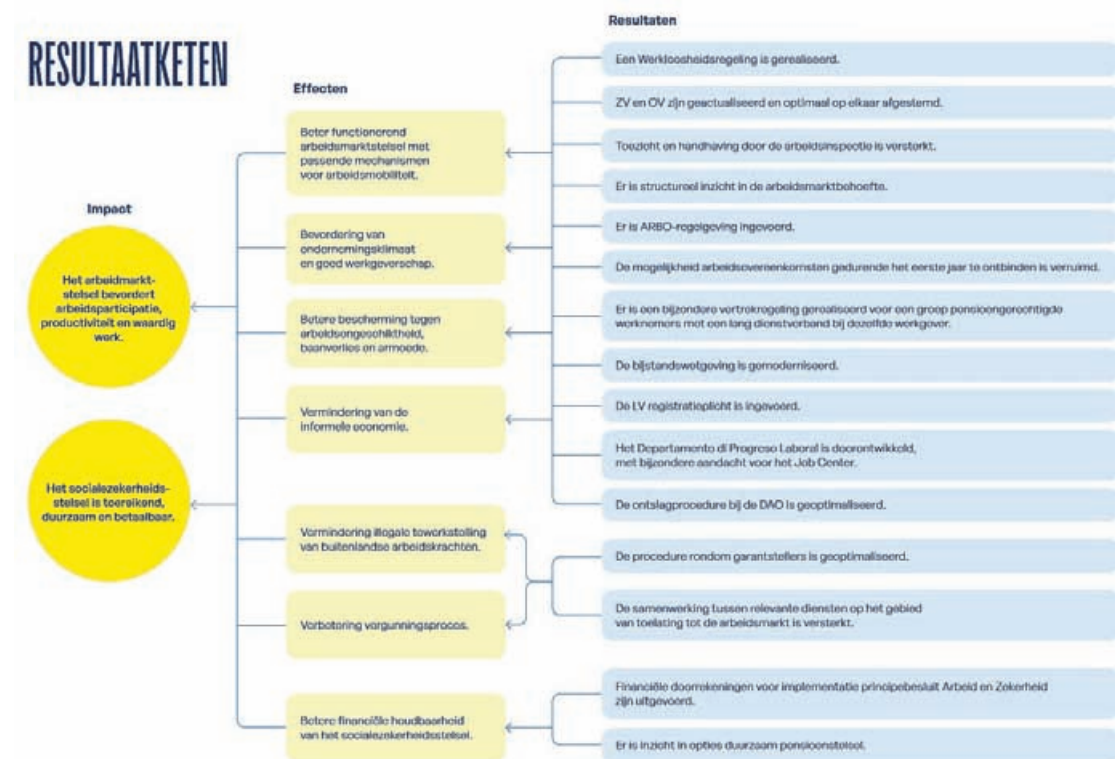 RESULTAATKETEN
Impact
Het arbeidmarkt-
stelsel bevordert
arbeidsparticipatie,
productiviteit en waardig
werk.
Het socialezekerheids-
stelsel is toereikend,
duurzaam en betaalbaar.
Effecten
Beter functionerend
arbeidsmarktstelsel met
passende mechanismen
voor arbeidsmobiliteit.
Bevordering van
ondernemingsklimaat
en goed werkgeverschap.
Betere bescherming tegen
arbeidsongeschiktheid,
baanverlies en armoede.
Vermindering van de
informele economie.
Vermindering illegale tewerkstelling
van buitenlandse arbeidskrachten.
Verbetering vergunningsproces.
Betere financiële houdbaarheid
van het socialezekerheidsstelsel.
Resultaten
Een Werkloosheidsregeling is gerealiseerd.
ZV en OV zijn geactualiseerd en optimaal op elkaar afgestemd.
Toezicht en handhaving door de arbeidsinspectie is versterkt.
Er is structureel inzicht in de arbeidsmarktbehoefte.
Er is ARBO-regelgeving ingevoerd.
De mogelijkheid arbeidsovereenkomsten gedurende het eerste jaar te ontbinden is verruimd.
Er is een bijzondere vertrekregeling gerealiseerd voor een groep pensioengerechtigde
werknemers met een lang dienstverband bij dezelfde werkgever.
De bijstandswetgeving is gemoderniseerd.
De LV registratieplicht is ingevoerd.
Het Departamento di Progreso Laboral is doorontwikkeld,
met bijzondere aandacht voor het Job Center.
De ontslagprocedure bij de DAO is geoptimaliseerd.
De procedure rondom garantstellers is geoptimaliseerd.
De samenwerking tussen relevante diensten op het gebied
van toelating tot de arbeidsmarkt is versterkt.
Financiële doorrekeningen voor implementatie principebesluit Arbeid en Zekerheid
zijn uitgevoerd.
Er is inzicht in opties duurzaam pensioenstelsel.